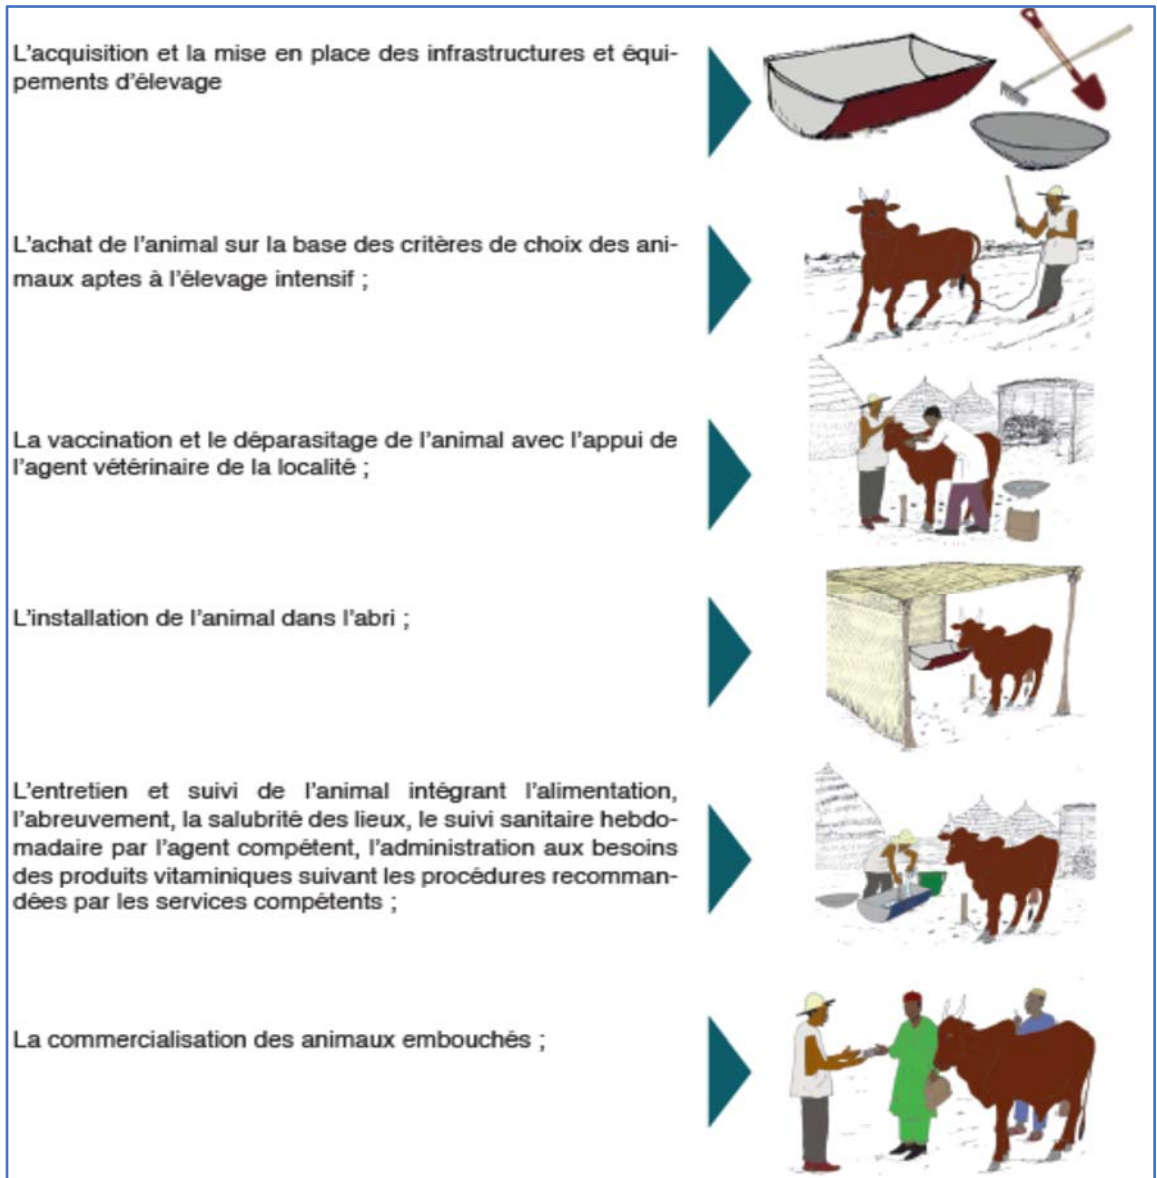 L'acquisition et la mise en place des infrastructures et équi-
pements d'élevage
L'achat de l'animal sur la base des critères de choix des ani-
maux aptes à l'élevage intensif ;
La vaccination et le déparasitage de l'animal avec l'appui de
l'agent vétérinaire de la localité ;
L'installation de l'animal dans l'abri ;
L'entretien et suivi de l'animal intégrant l'alimentation,
l'abreuvement, la salubrité des lieux, le suivi sanitaire hebdo-
madaire par l'agent compétent, l'administration aux besoins
des produits vitaminiques suivant les procédures recomman-
dées par les services compétents ;
La commercialisation des animaux embouchés ;